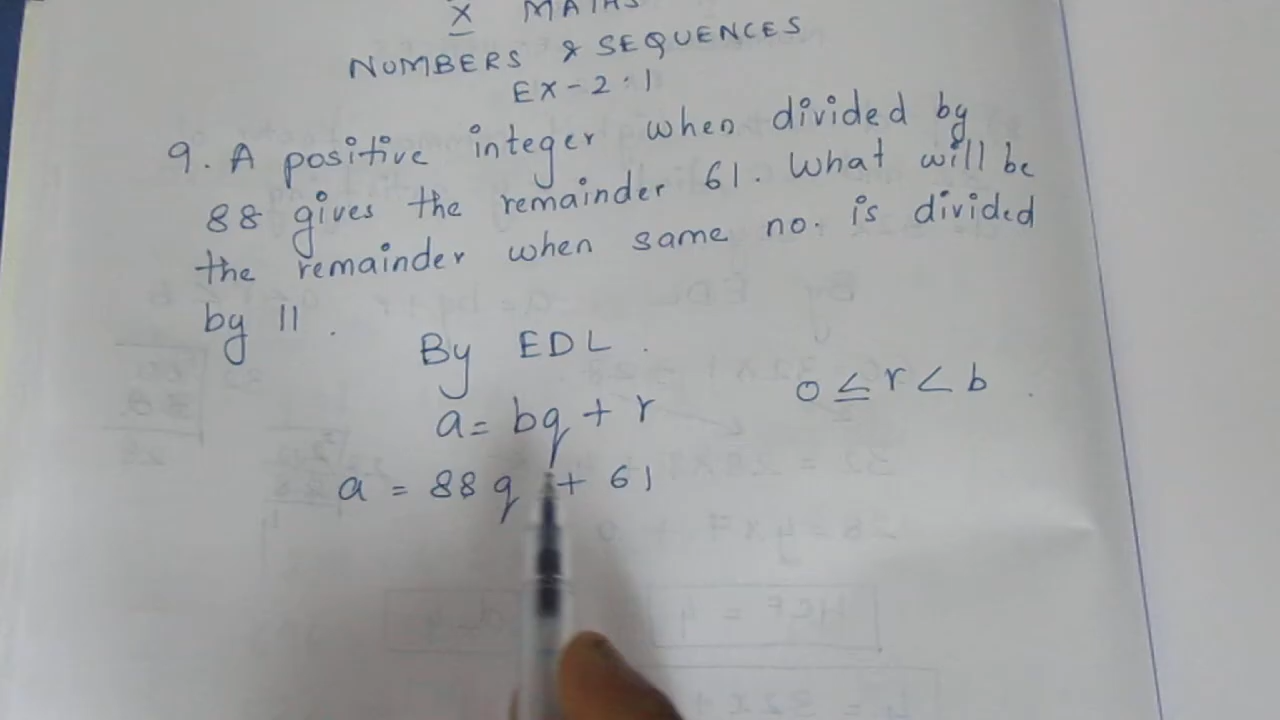 X MATHS
NUMBERS & SEQUENCES
EX-2.1
9. A positive integer when divided by
88 gives the remainder 61. What will be
the remainder when same no. is divided
by 11.
By EDL.
a = bq + r 0 ≤ r < b.
a = 88q + 61